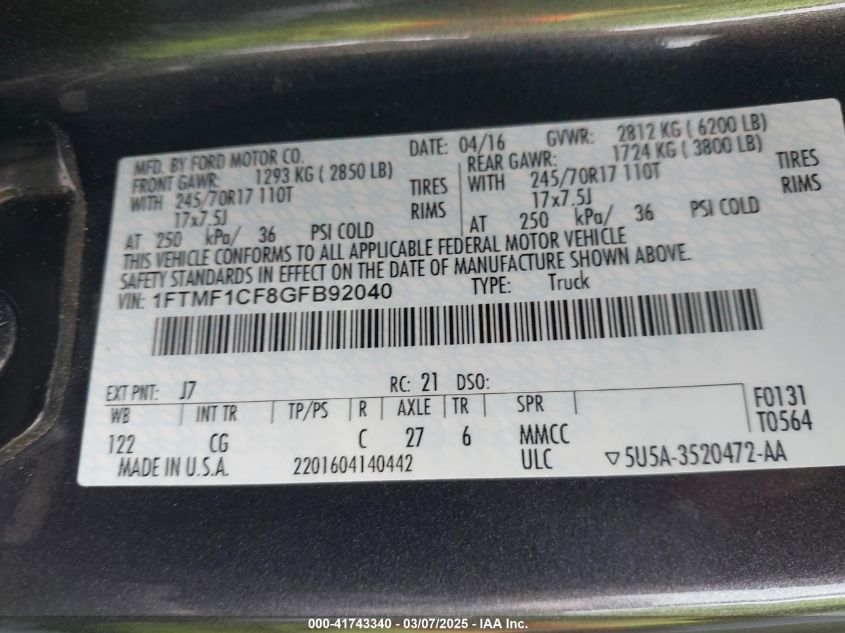 MFD. BY FORD MOTOR CO. DATE: 04/16 GVWR: 2812 KG ( 6200 LB)
FRONT GAWR: 1293 KG ( 2850 LB) REAR GAWR: 1724 KG ( 3800 LB)
WITH 245/70R17 110T TIRES WITH 245/70R17 110T TIRES
17x7.5J RIMS 17x7.5J RIMS
AT 250 kPa/ 36 PSI COLD AT 250 kPa/ 36 PSI COLD
THIS VEHICLE CONFORMS TO ALL APPLICABLE FEDERAL MOTOR VEHICLE
SAFETY STANDARDS IN EFFECT ON THE DATE OF MANUFACTURE SHOWN ABOVE.
VIN: 1FTMF1CF8GFB92040 TYPE: Truck
EXT PNT: J7 RC: 21 DSO:
WB INT TR TP/PS R AXLE TR SPR F0131
122 CG C 27 6 MMCC T0564
MADE IN U.S.A. 2201604140442 ULC ▽5U5A-3520472-AA
000-41743340 - 03/07/2025 - IAA Inc.